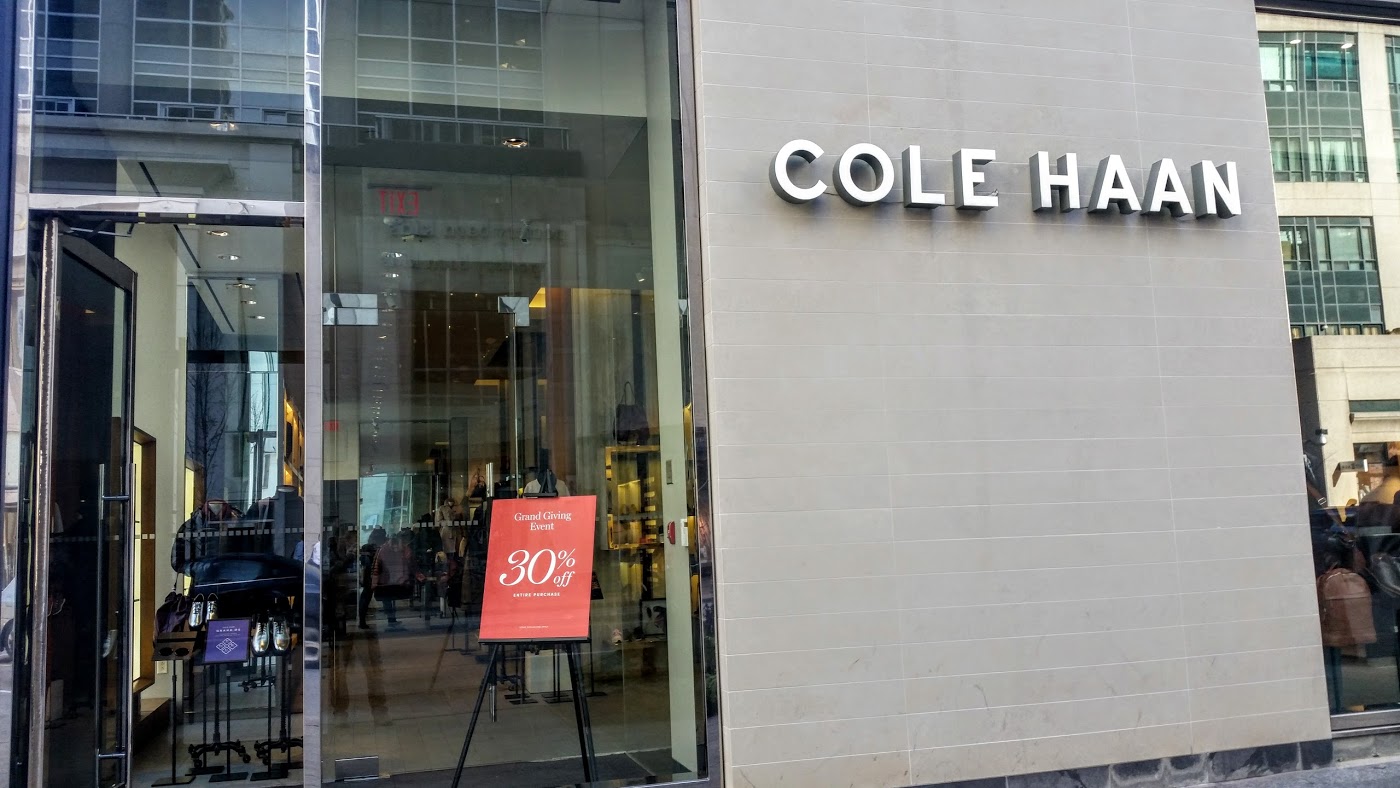 COLE HAAN
EXIT
Grand Giving
Event
30% off
ENTIRE PURCHASE